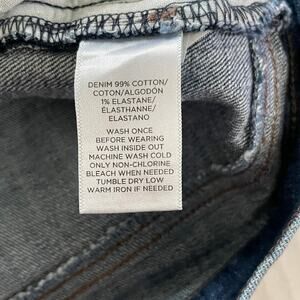 DENIM 99% COTTON/
COTON/ALGODÓN
1% ELASTANE/
ÉLASTHANNE/
ELASTANO
WASH ONCE
BEFORE WEARING
WASH INSIDE OUT
MACHINE WASH COLD
ONLY NON-CHLORINE
BLEACH WHEN NEEDED
TUMBLE DRY LOW
WARM IRON IF NEEDED